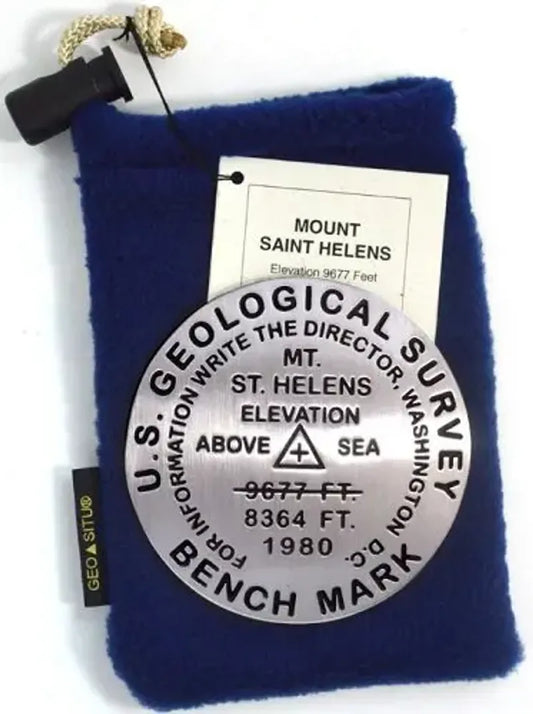 MOUNT
SAINT HELENS
Elevation 9677 Feet
U.S. GEOLOGICAL SURVEY
FOR INFORMATION WRITE THE DIRECTOR, WASHINGTON D.C.
MT.
ST. HELENS
ELEVATION
ABOVE SEA
9677 FT.
8364 FT.
1980
BENCH MARK
GEO▲SITU®